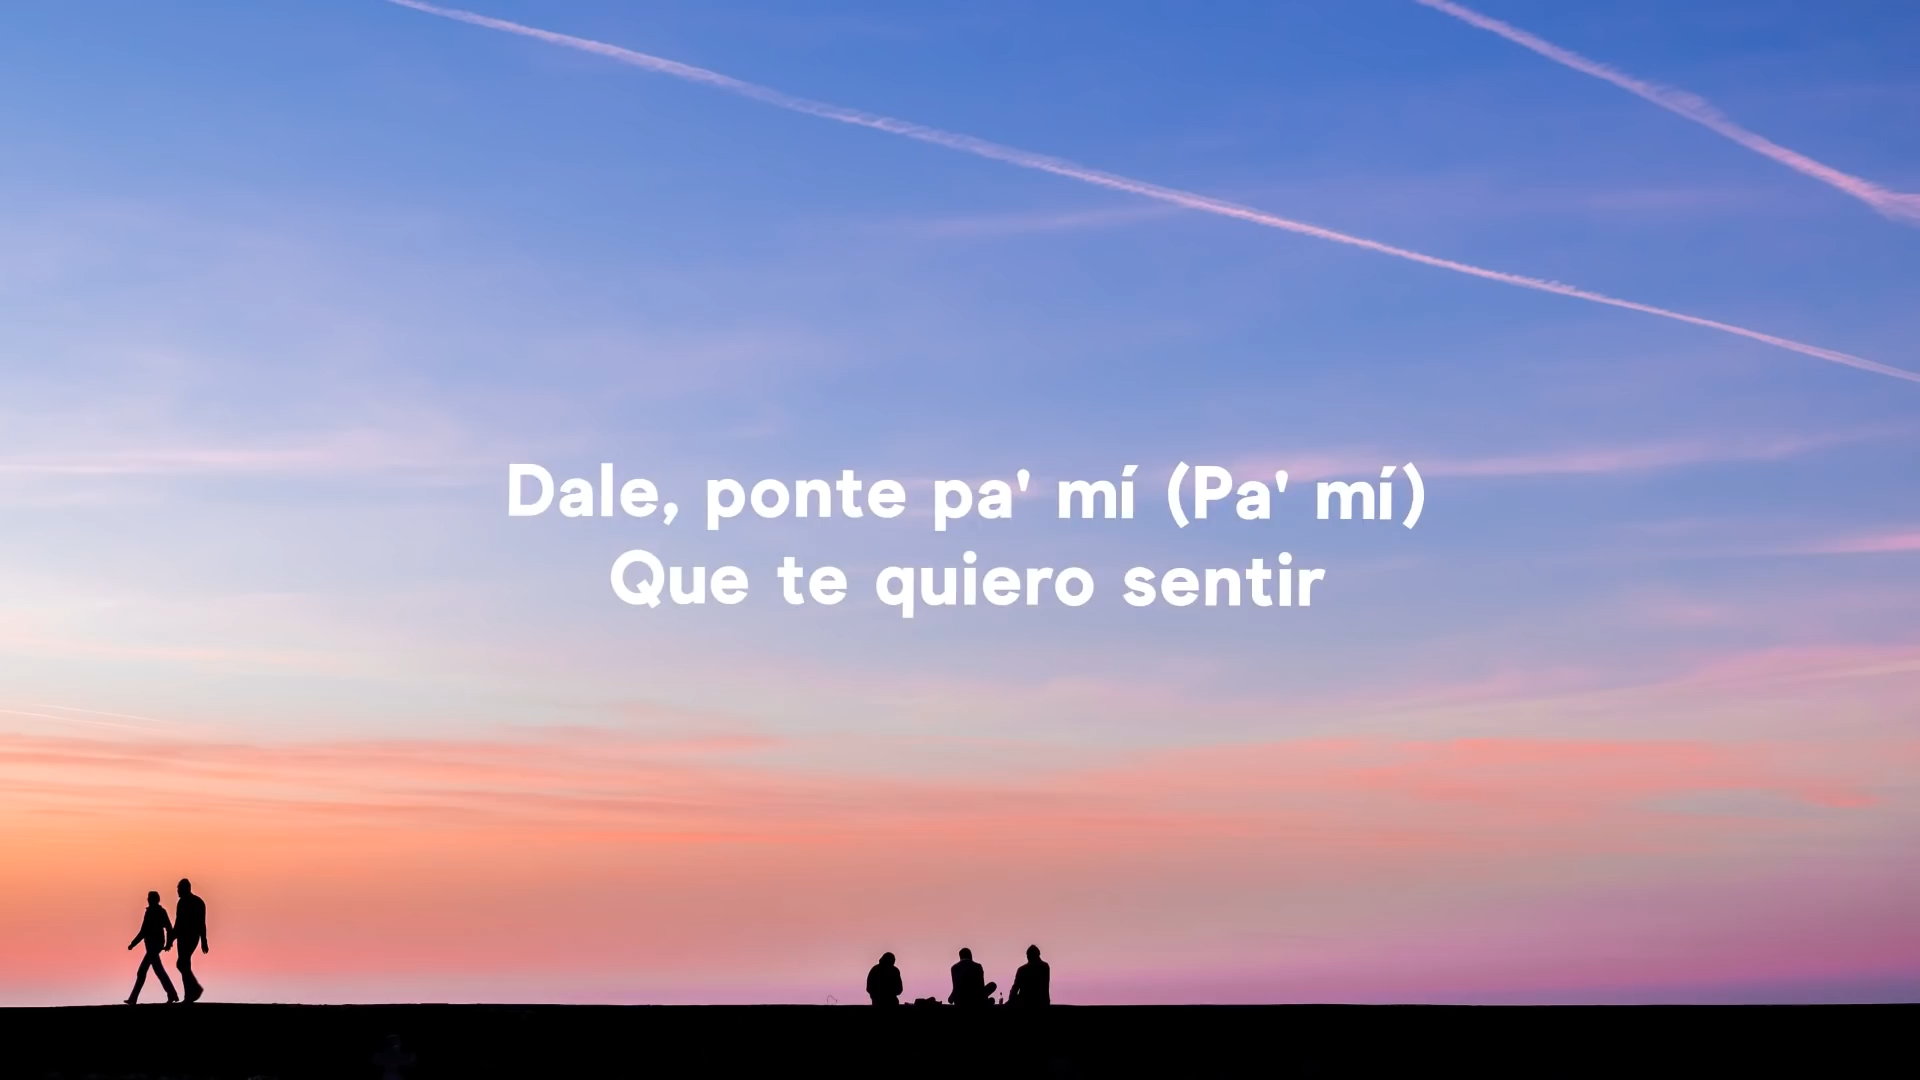 Dale, ponte pa' mí (Pa' mí)
Que te quiero sentir